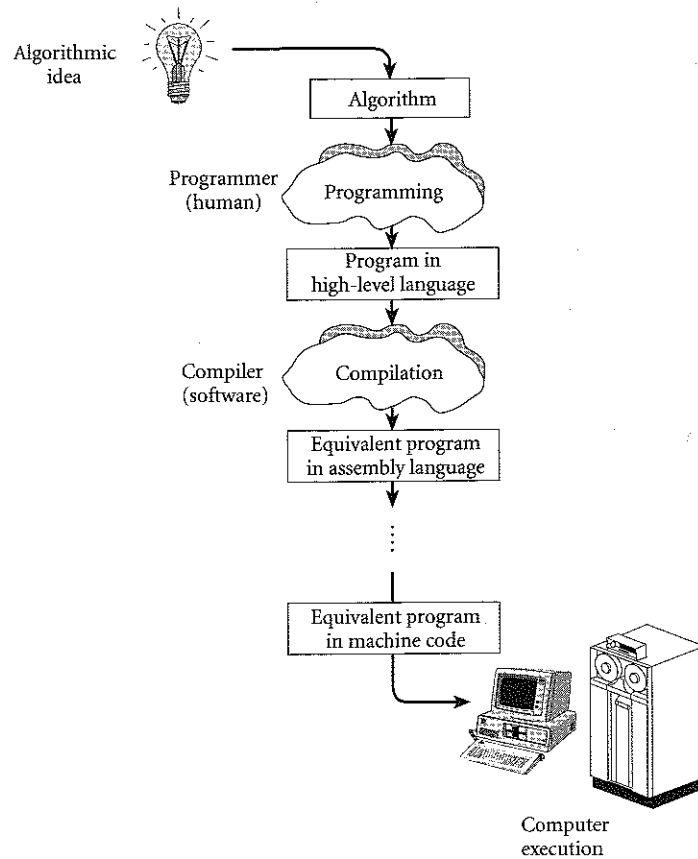 Algorithmic
idea
Algorithm
Programmer
(human)
Programming
Program in
high-level language
Compiler
(software)
Compilation
Equivalent program
in assembly language
Equivalent program
in machine code
Computer
execution